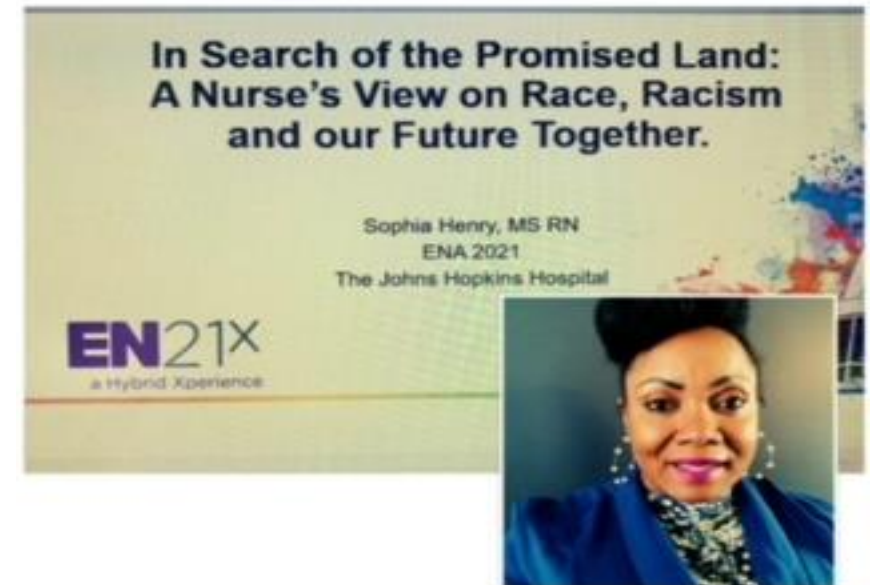 In Search of the Promised Land:
A Nurse's View on Race, Racism
and our Future Together.
Sophia Henry, MS RN
ENA 2021
The Johns Hopkins Hospital
EN21X
a Hybrid Xperience